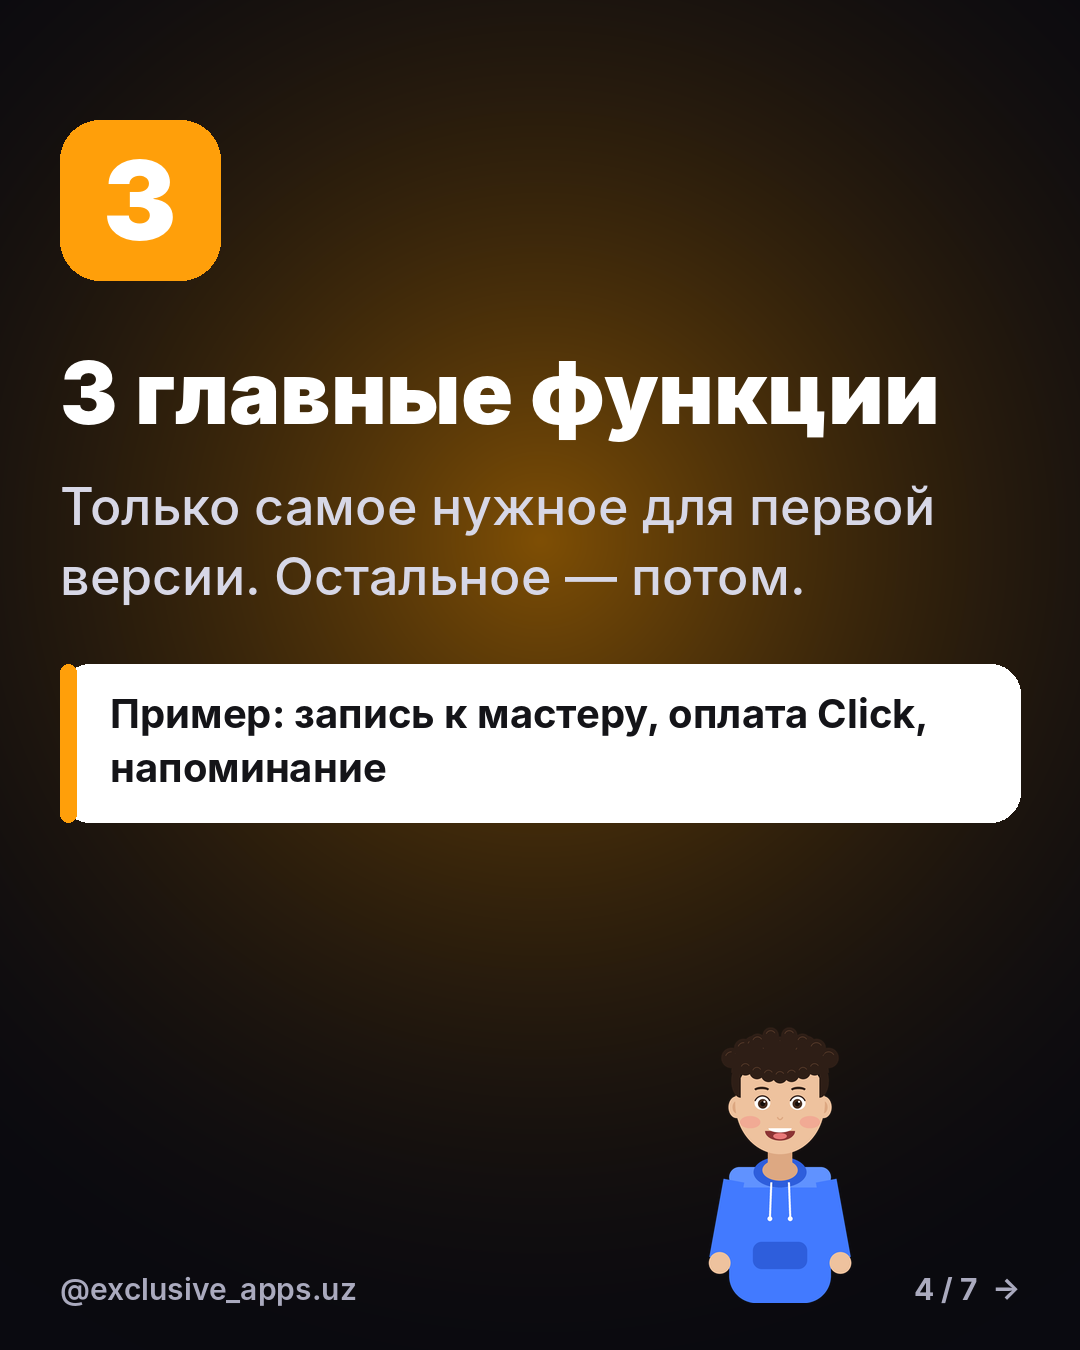 3
3 главные функции
Только самое нужное для первой
версии. Остальное — потом.
Пример: запись к мастеру, оплата Click,
напоминание
@exclusive_apps.uz
4 / 7 →